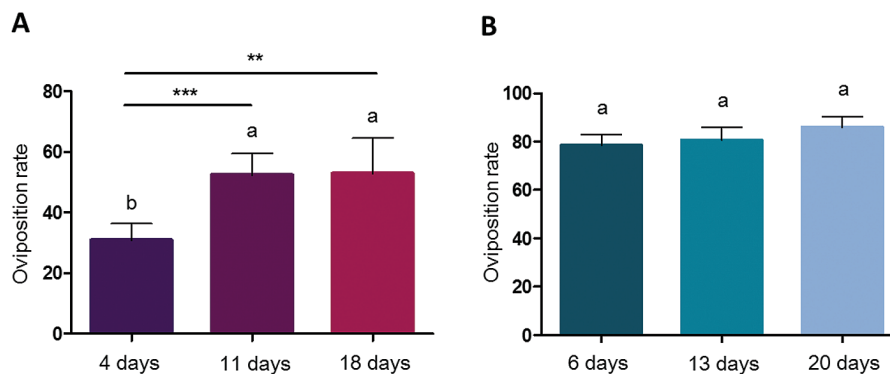 A
**
***
80
60
40
20
0
Oviposition rate
b
a
a
4 days
11 days
18 days
B
100
80
60
40
20
0
Oviposition rate
a
a
a
6 days
13 days
20 days